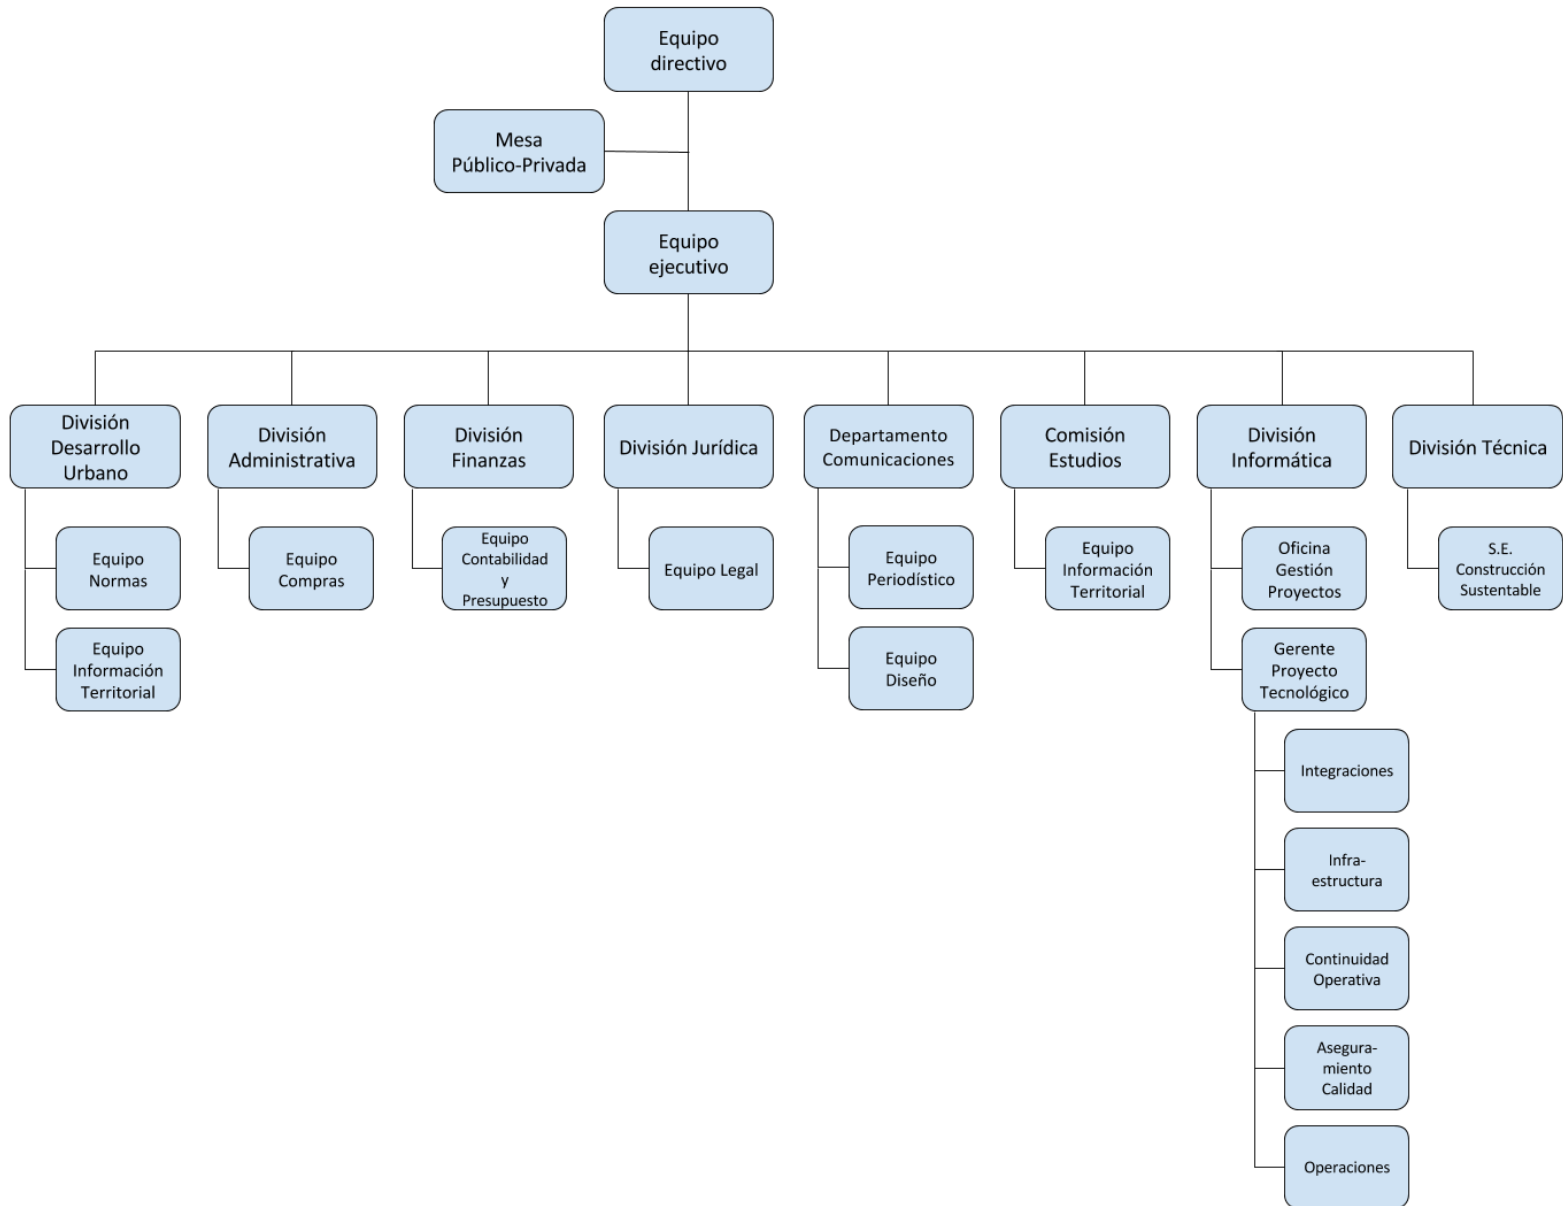 Equipo
directivo
Mesa
Público-Privada
Equipo
ejecutivo
División
Desarrollo
Urbano
División
Administrativa
División
Finanzas
División Jurídica
Departamento
Comunicaciones
Comisión
Estudios
División
Informática
División Técnica
Equipo
Normas
Equipo
Compras
Equipo
Contabilidad
y
Presupuesto
Equipo Legal
Equipo
Periodístico
Equipo
Información
Territorial
Oficina
Gestión
Proyectos
S.E.
Construcción
Sustentable
Equipo
Información
Territorial
Equipo
Diseño
Gerente
Proyecto
Tecnológico
Integraciones
Infra-
estructura
Continuidad
Operativa
Asegura-
miento
Calidad
Operaciones